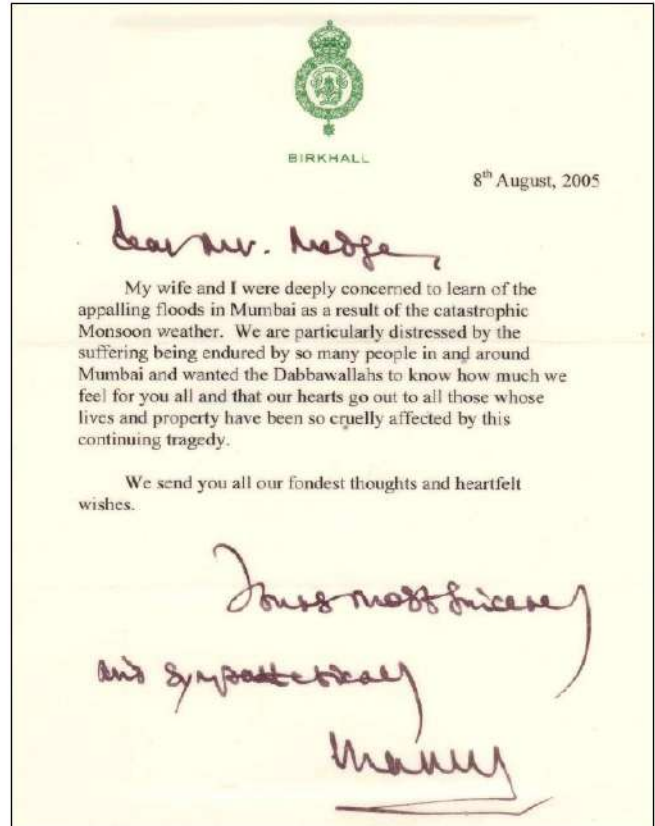 BIRKHALL
8th August, 2005
Dear Mr. Medge,
My wife and I were deeply concerned to learn of the
appalling floods in Mumbai as a result of the catastrophic
Monsoon weather. We are particularly distressed by the
suffering being endured by so many people in and around
Mumbai and wanted the Dabbawallahs to know how much we
feel for you all and that our hearts go out to all those whose
lives and property have been so cruelly affected by this
continuing tragedy.
We send you all our fondest thoughts and heartfelt
wishes.
Yours most sincerely
and sympathetically